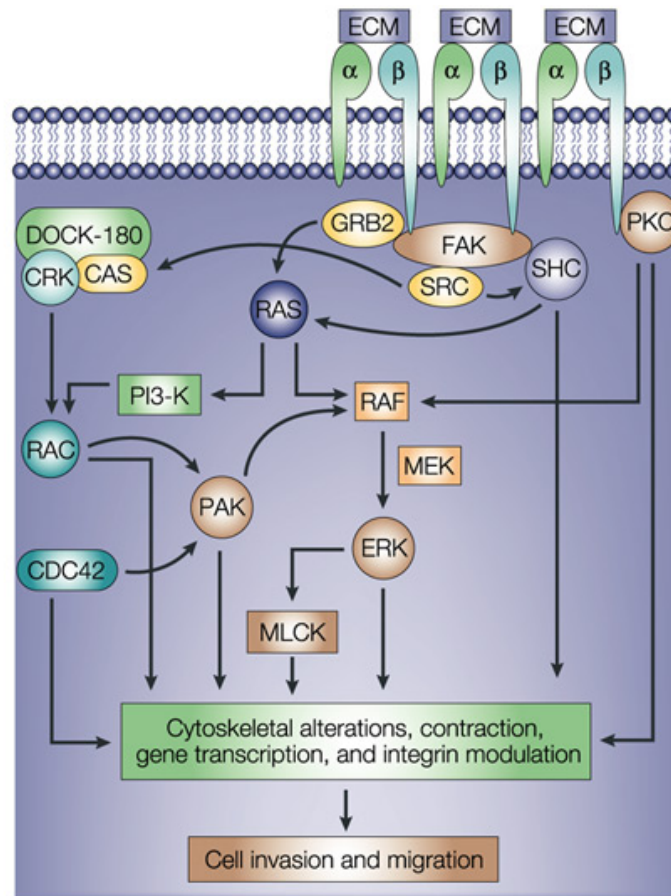 ECM
ECM
ECM
α
β
α
β
α
β
DOCK-180
CRK
CAS
GRB2
FAK
SRC
SHC
PKC
RAS
PI3-K
RAF
RAC
MEK
PAK
ERK
CDC42
MLCK
Cytoskeletal alterations, contraction,
gene transcription, and integrin modulation
Cell invasion and migration